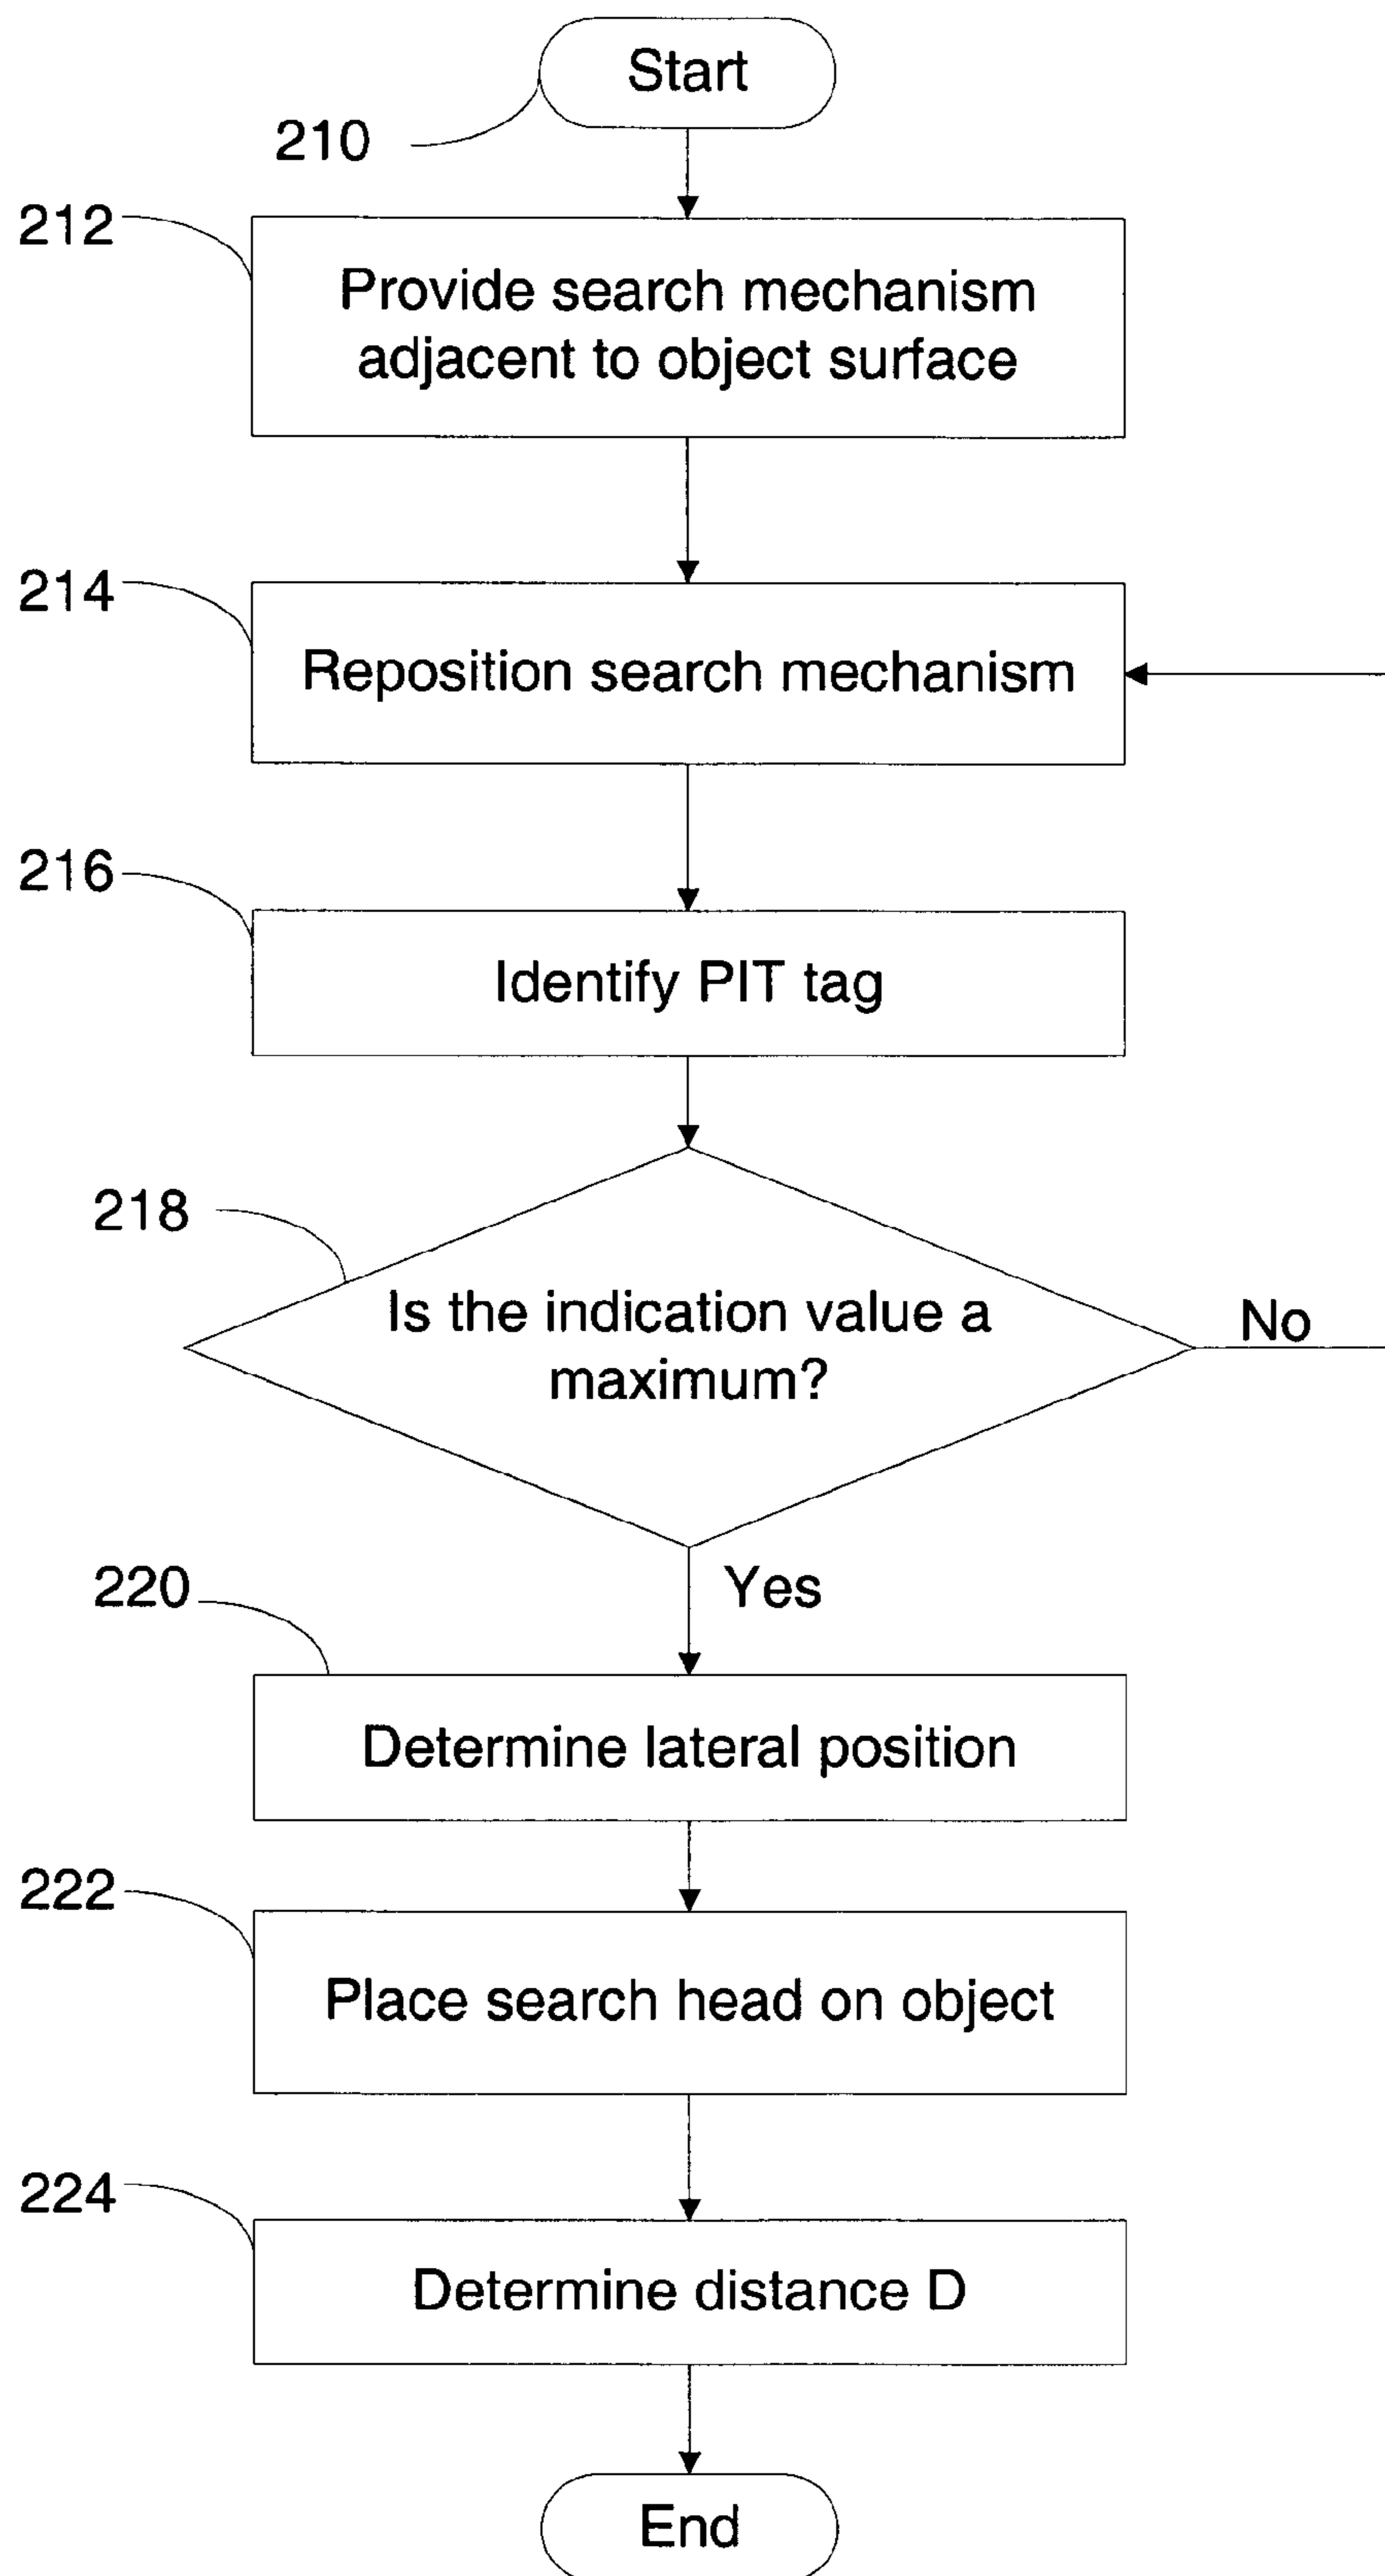 Start
210
212
Provide search mechanism
adjacent to object surface
214
Reposition search mechanism
216
Identify PIT tag
218
Is the indication value a
maximum?
No
220
Yes
Determine lateral position
222
Place search head on object
224
Determine distance D
End